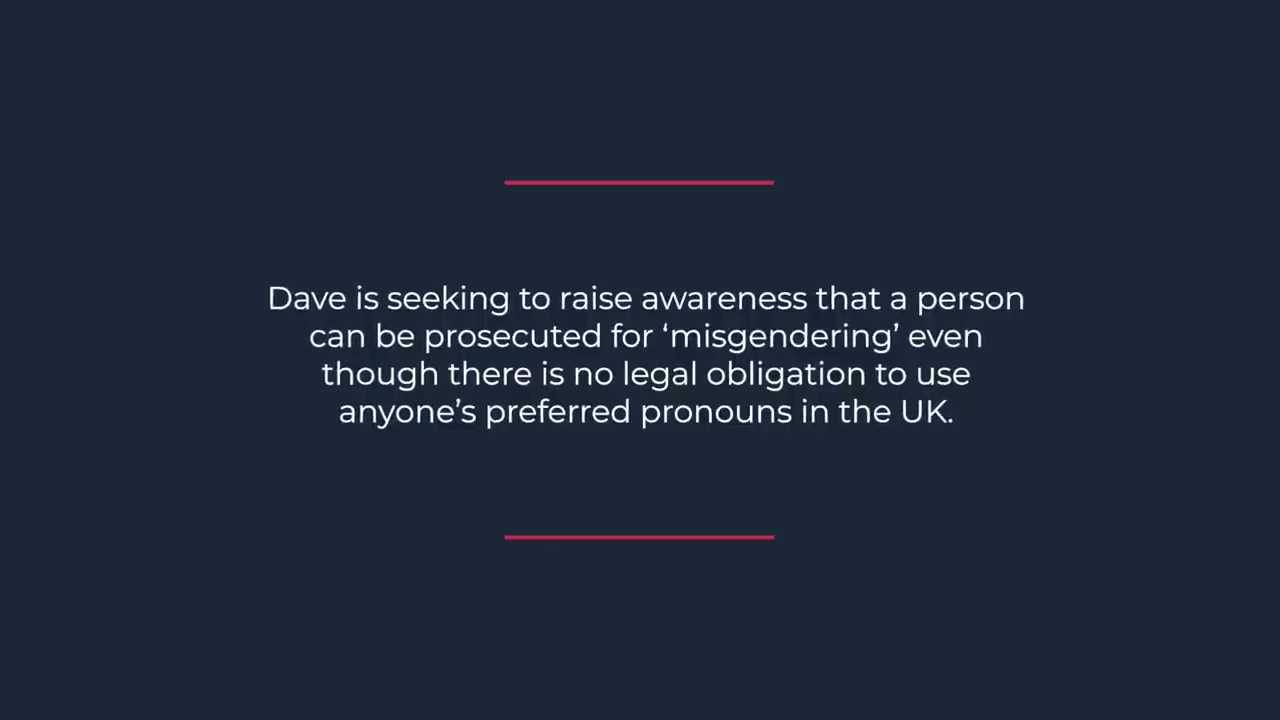 Dave is seeking to raise awareness that a person
can be prosecuted for ‘misgendering’ even
though there is no legal obligation to use
anyone’s preferred pronouns in the UK.